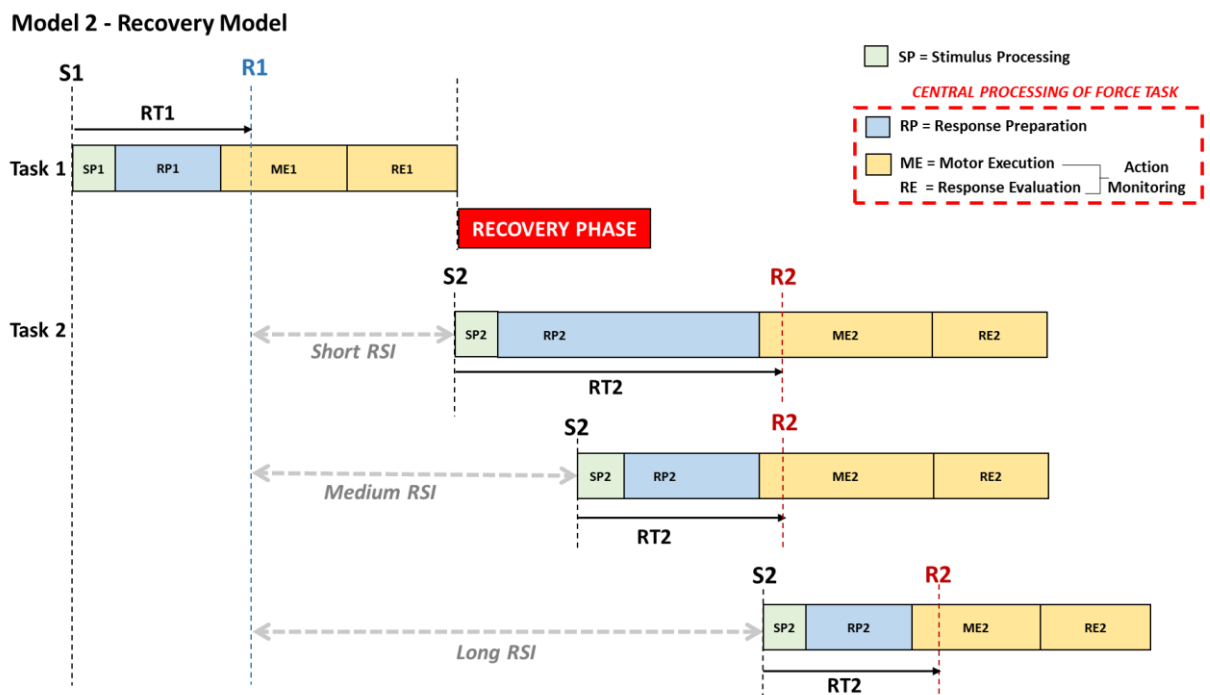 Model 2 - Recovery Model
SP = Stimulus Processing
CENTRAL PROCESSING OF FORCE TASK
RP = Response Preparation
ME = Motor Execution
RE = Response Evaluation
Action
Monitoring
S1
R1
RT1
Task 1
SP1
RP1
ME1
RE1
RECOVERY PHASE
S2
R2
Task 2
SP2
RP2
ME2
RE2
Short RSI
RT2
S2
R2
SP2
RP2
ME2
RE2
Medium RSI
RT2
S2
R2
SP2
RP2
ME2
RE2
Long RSI
RT2